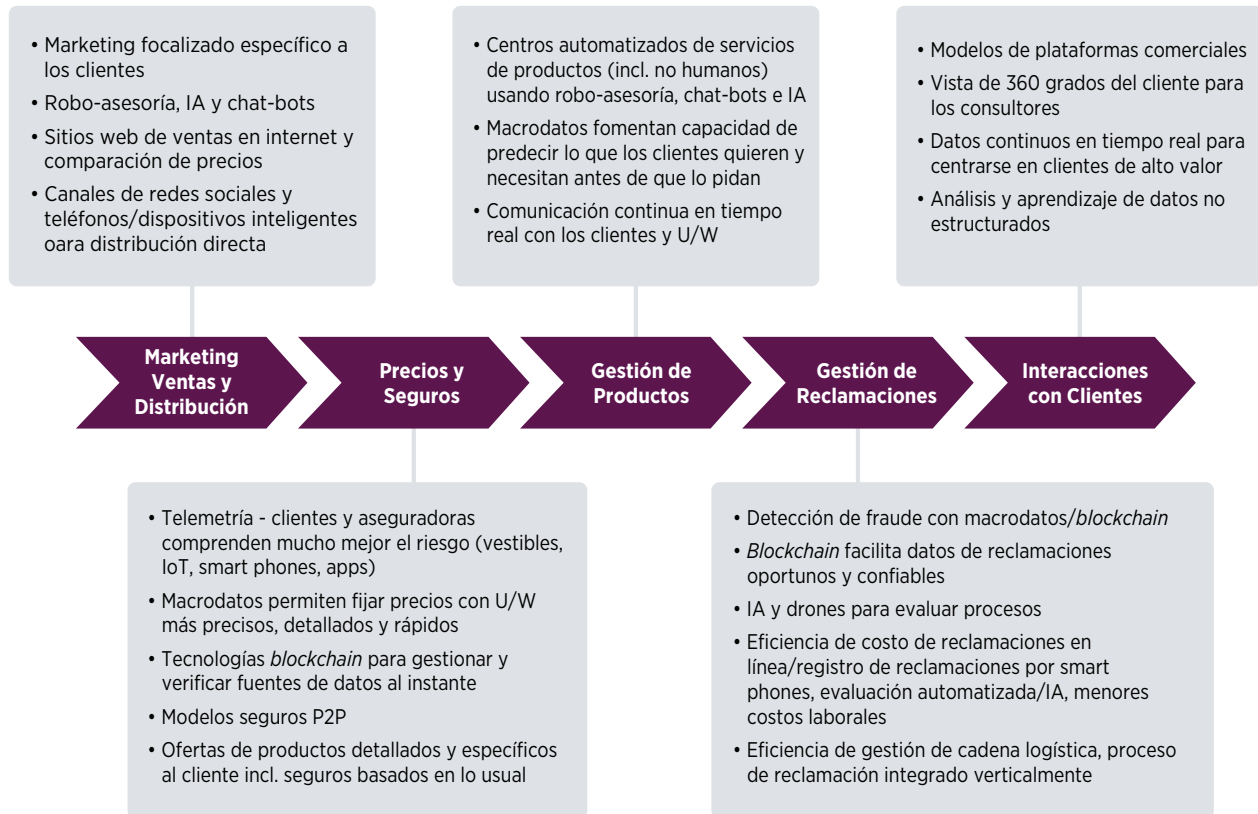 • Marketing focalizado específico a
los clientes
• Robo-asesoría, IA y chat-bots
• Sitios web de ventas en internet y
comparación de precios
• Canales de redes sociales y
teléfonos/dispositivos inteligentes
oara distribución directa
• Centros automatizados de servicios
de productos (incl. no humanos)
usando robo-asesoría, chat-bots e IA
• Macrodatos fomentan capacidad de
predecir lo que los clientes quieren y
necesitan antes de que lo pidan
• Comunicación continua en tiempo
real con los clientes y U/W
• Modelos de plataformas comerciales
• Vista de 360 grados del cliente para
los consultores
• Datos continuos en tiempo real para
centrarse en clientes de alto valor
• Análisis y aprendizaje de datos no
estructurados
Marketing
Ventas y
Distribución
Precios y
Seguros
Gestión de
Productos
Gestión de
Reclamaciones
Interacciones
con Clientes
• Telemetría - clientes y aseguradoras
comprenden mucho mejor el riesgo (vestibles,
IoT, smart phones, apps)
• Macrodatos permiten fijar precios con U/W
más precisos, detallados y rápidos
• Tecnologías blockchain para gestionar y
verificar fuentes de datos al instante
• Modelos seguros P2P
• Ofertas de productos detallados y específicos
al cliente incl. seguros basados en lo usual
• Detección de fraude con macrodatos/blockchain
• Blockchain facilita datos de reclamaciones
oportunos y confiables
• IA y drones para evaluar procesos
• Eficiencia de costo de reclamaciones en
línea/registro de reclamaciones por smart
phones, evaluación automatizada/IA, menores
costos laborales
• Eficiencia de gestión de cadena logística, proceso
de reclamación integrado verticalmente